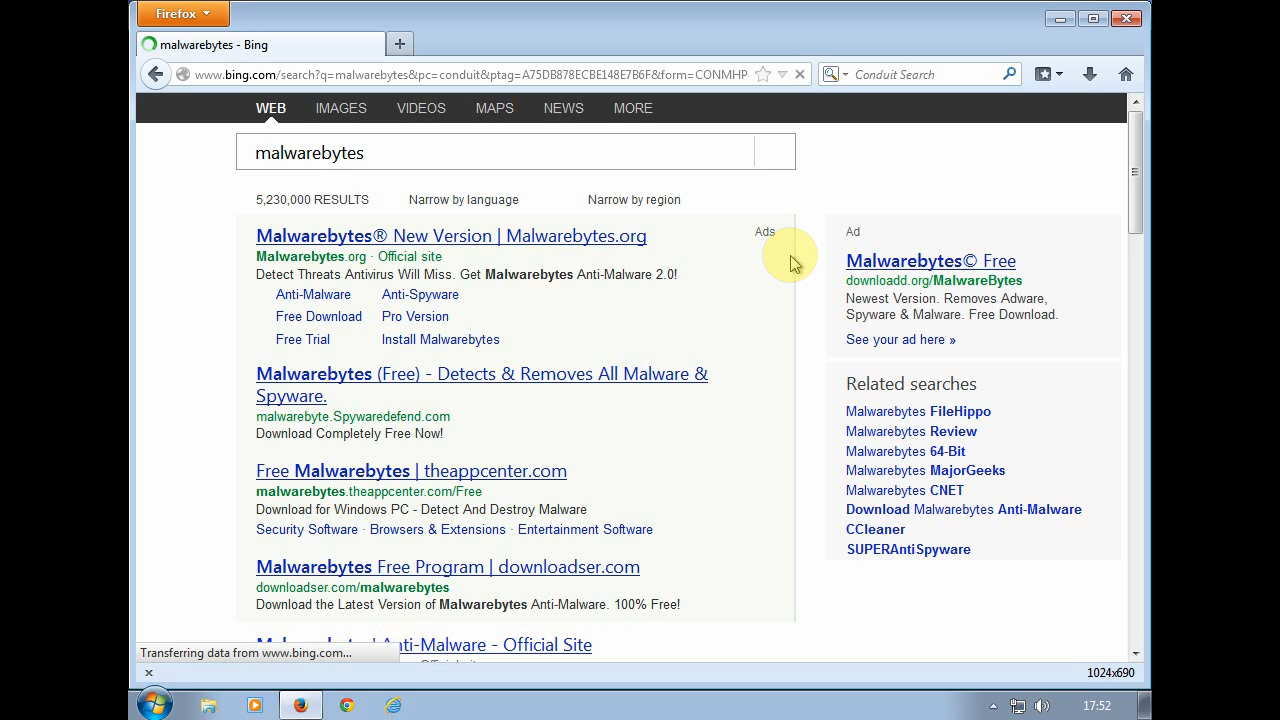 Firefox
malwarebytes - Bing
www.bing.com/search?q=malwarebytes&pc=conduit&ptag=A75DB878ECBE148E7B6F&form=CONMHP
Conduit Search
WEB IMAGES VIDEOS MAPS NEWS MORE
malwarebytes
5,230,000 RESULTS Narrow by language Narrow by region
Malwarebytes® New Version | Malwarebytes.org
Ads
Malwarebytes.org · Official site
Detect Threats Antivirus Will Miss. Get Malwarebytes Anti-Malware 2.0!
Anti-Malware Anti-Spyware
Free Download Pro Version
Free Trial Install Malwarebytes
Malwarebytes (Free) - Detects & Removes All Malware &
Spyware.
malwarebyte.Spywaredefend.com
Download Completely Free Now!
Free Malwarebytes | theappcenter.com
malwarebytes.theappcenter.com/Free
Download for Windows PC - Detect And Destroy Malware
Security Software · Browsers & Extensions · Entertainment Software
Malwarebytes Free Program | downloadser.com
downloadser.com/malwarebytes
Download the Latest Version of Malwarebytes Anti-Malware. 100% Free!
Anti-Malware - Official Site
Ad
Malwarebytes© Free
downloadd.org/MalwareBytes
Newest Version. Removes Adware,
Spyware & Malware. Free Download.
See your ad here »
Related searches
Malwarebytes FileHippo
Malwarebytes Review
Malwarebytes 64-Bit
Malwarebytes MajorGeeks
Malwarebytes CNET
Download Malwarebytes Anti-Malware
CCleaner
SUPERAntiSpyware
Transferring data from www.bing.com...
1024x690
17:52